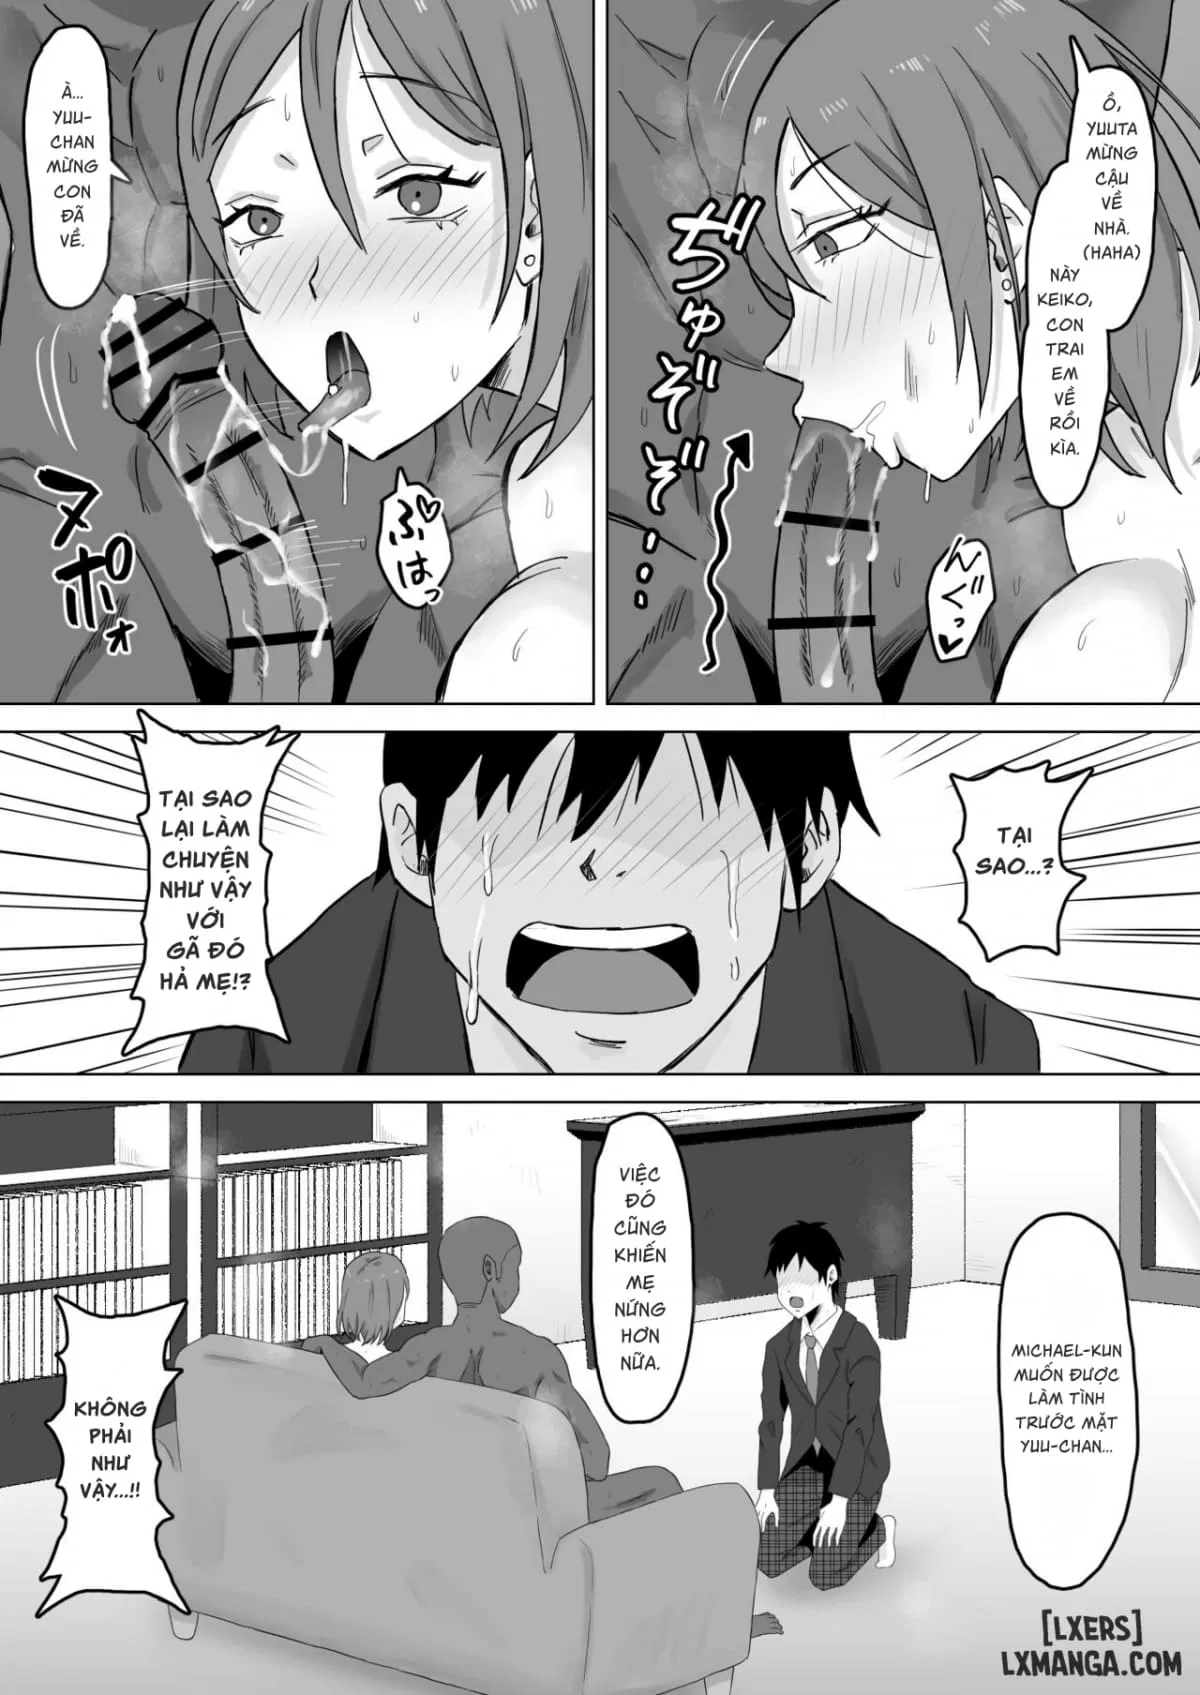 Ồ,
YUUTA
MỪNG
CẬU
VỀ
NHÀ.
(HAHA)
NÀY
KEIKO,
CON
TRAI
EM
VỀ
RỒI
KÌA.
んぐっ♥
ぢゅぞぞぞ…
À...
YUU-
CHAN
MỪNG
CON
ĐÃ
VỀ.
ぷはーっ♡
ヌポォ
TẠI
SAO...?
TẠI SAO
LẠI LÀM
CHUYỆN
NHƯ VẬY
VỚI
GÃ ĐÓ
HẢ MẸ!?
MICHAEL-KUN
MUỐN ĐƯỢC
LÀM TÌNH
TRƯỚC MẶT
YUU-CHAN...
VIỆC
ĐÓ
CŨNG
KHIẾN
MẸ
NỨNG
HƠN
NỮA.
KHÔNG
PHẢI
NHƯ
VẬY...!!
[LXERS]
LXMANGA.COM